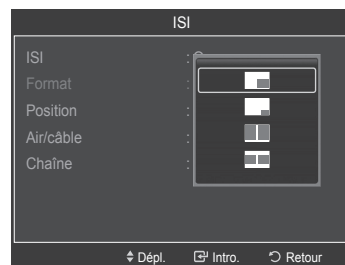 ISI
ISI :
Format :
Position :
Air/câble :
Chaîne :
Dépl. Intro. Retour